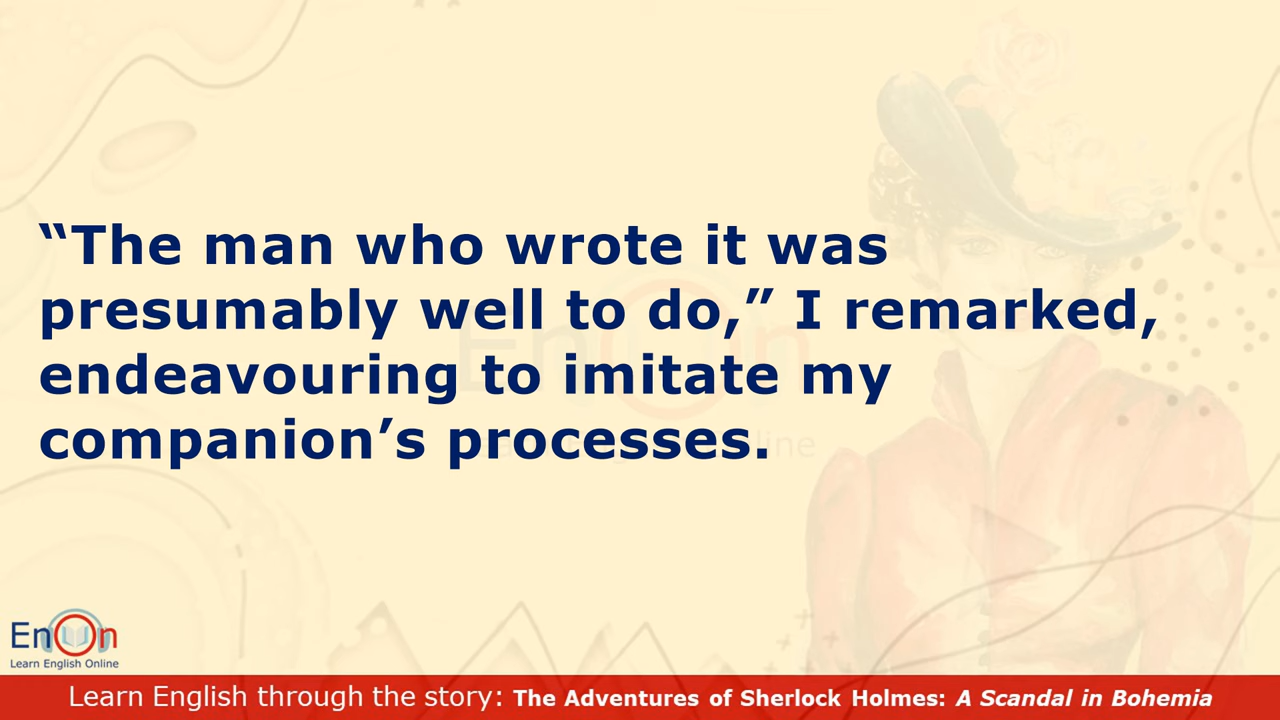 “The man who wrote it was
presumably well to do,” I remarked,
endeavouring to imitate my
companion’s processes.
EnOn
Learn English Online
Learn English through the story: The Adventures of Sherlock Holmes: A Scandal in Bohemia